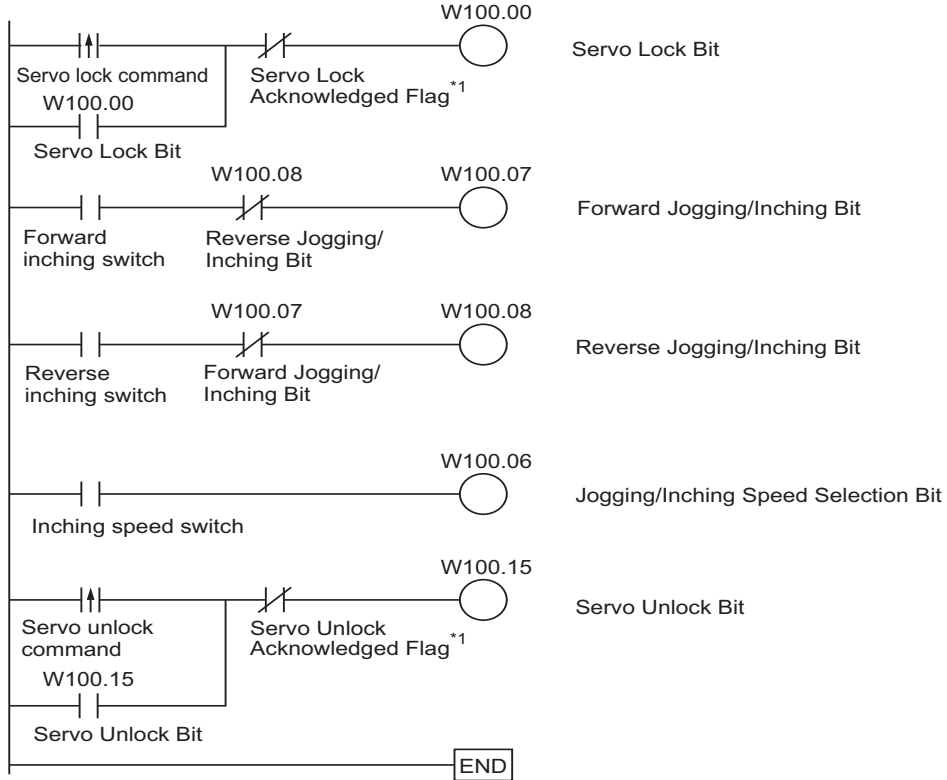 W100.00
Servo Lock Bit
Servo lock command
Servo Lock
Acknowledged Flag*1
W100.00
Servo Lock Bit
W100.08
W100.07
Forward Jogging/Inching Bit
Forward
inching switch
Reverse Jogging/
Inching Bit
W100.07
W100.08
Reverse Jogging/Inching Bit
Reverse
inching switch
Forward Jogging/
Inching Bit
W100.06
Jogging/Inching Speed Selection Bit
Inching speed switch
W100.15
Servo Unlock Bit
Servo unlock
command
Servo Unlock
Acknowledged Flag*1
W100.15
Servo Unlock Bit
END